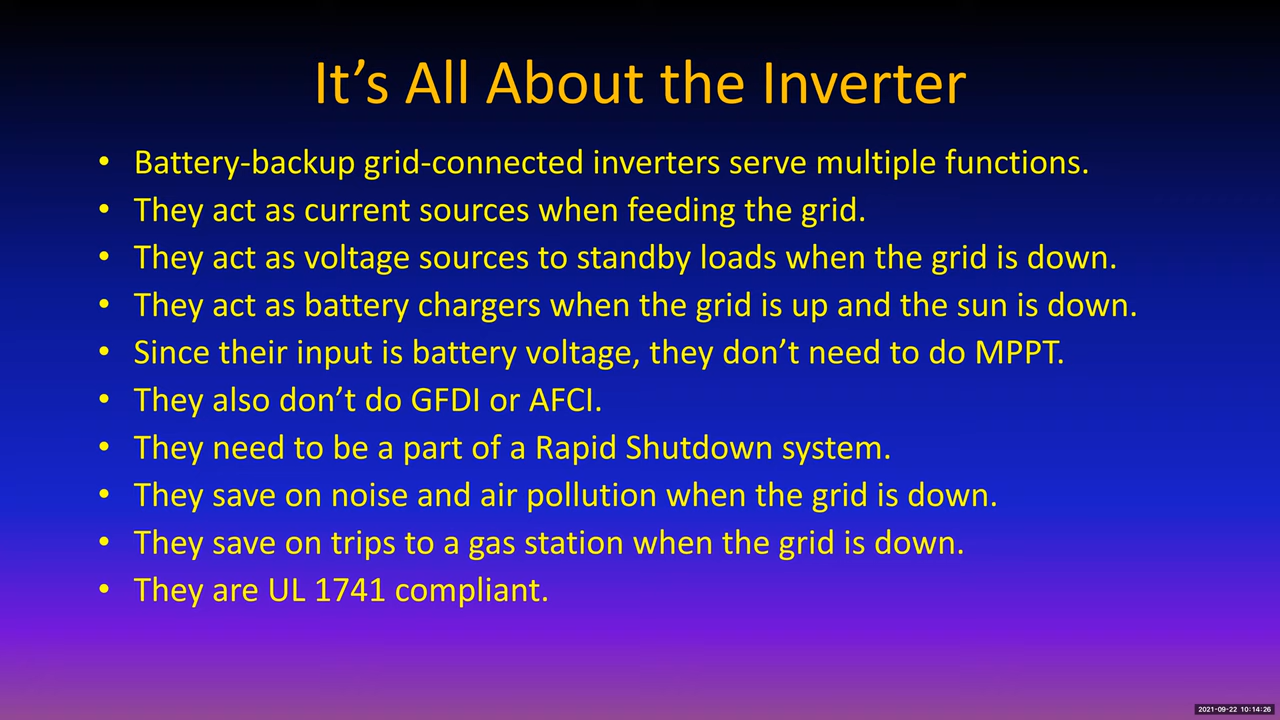 It’s All About the Inverter
• Battery-backup grid-connected inverters serve multiple functions.
• They act as current sources when feeding the grid.
• They act as voltage sources to standby loads when the grid is down.
• They act as battery chargers when the grid is up and the sun is down.
• Since their input is battery voltage, they don’t need to do MPPT.
• They also don’t do GFDI or AFCI.
• They need to be a part of a Rapid Shutdown system.
• They save on noise and air pollution when the grid is down.
• They save on trips to a gas station when the grid is down.
• They are UL 1741 compliant.
2021-09-22 10:14:26